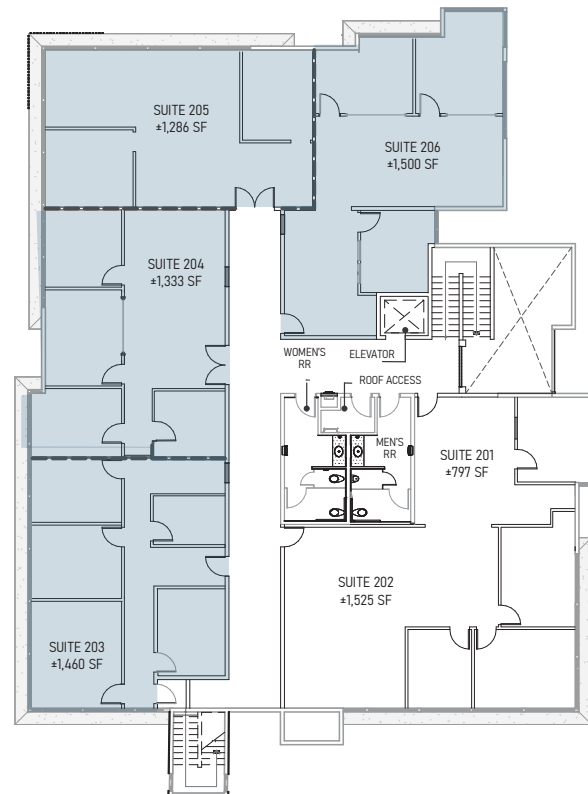 SUITE 205
±1,286 SF
SUITE 206
±1,500 SF
SUITE 204
±1,333 SF
WOMEN'S
RR
ELEVATOR
ROOF ACCESS
MEN'S
RR
SUITE 201
±797 SF
SUITE 202
±1,525 SF
SUITE 203
±1,460 SF